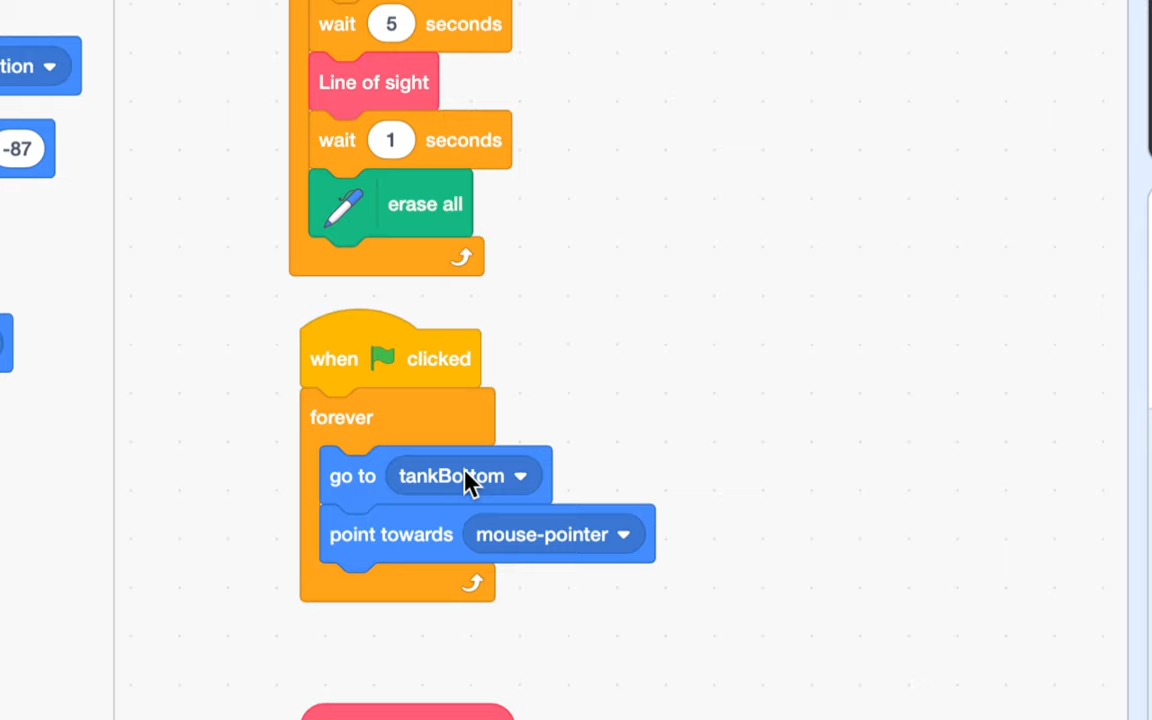 wait 5 seconds
tion
Line of sight
wait 1 seconds
-87
erase all
when clicked
forever
go to tankBottom
point towards mouse-pointer